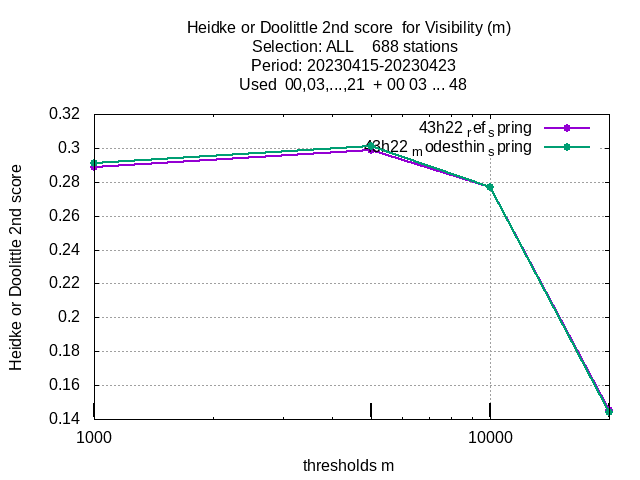 Heidke or Doolittle 2nd score  for Visibility (m)
Selection: ALL    688 stations
Period: 20230415-20230423
Used  00,03,...,21  + 00 03 ... 48
0.32
43h22 ref spring
0.3
43h22 modesthin spring
0.28
0.26
0.24
0.22
0.2
0.18
0.16
0.14
Heidke or Doolittle 2nd score
1000
10000
thresholds m